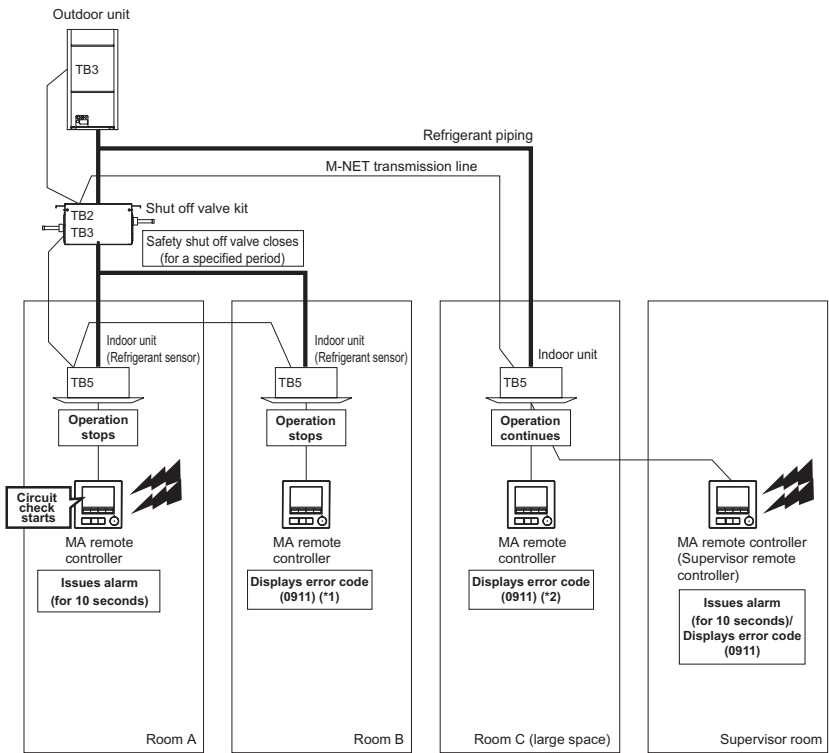 Outdoor unit
TB3
Refrigerant piping
M-NET transmission line
TB2
TB3
Shut off valve kit
Safety shut off valve closes
(for a specified period)
Indoor unit
(Refrigerant sensor)
TB5
Operation
stops
Circuit
check
starts
MA remote
controller
Issues alarm
(for 10 seconds)
Room A
Indoor unit
(Refrigerant sensor)
TB5
Operation
stops
MA remote
controller
Displays error code
(0911) (*1)
Room B
Indoor unit
TB5
Operation
continues
MA remote
controller
Displays error code
(0911) (*2)
Room C (large space)
MA remote controller
(Supervisor remote
controller)
Issues alarm
(for 10 seconds)/
Displays error code
(0911)
Supervisor room